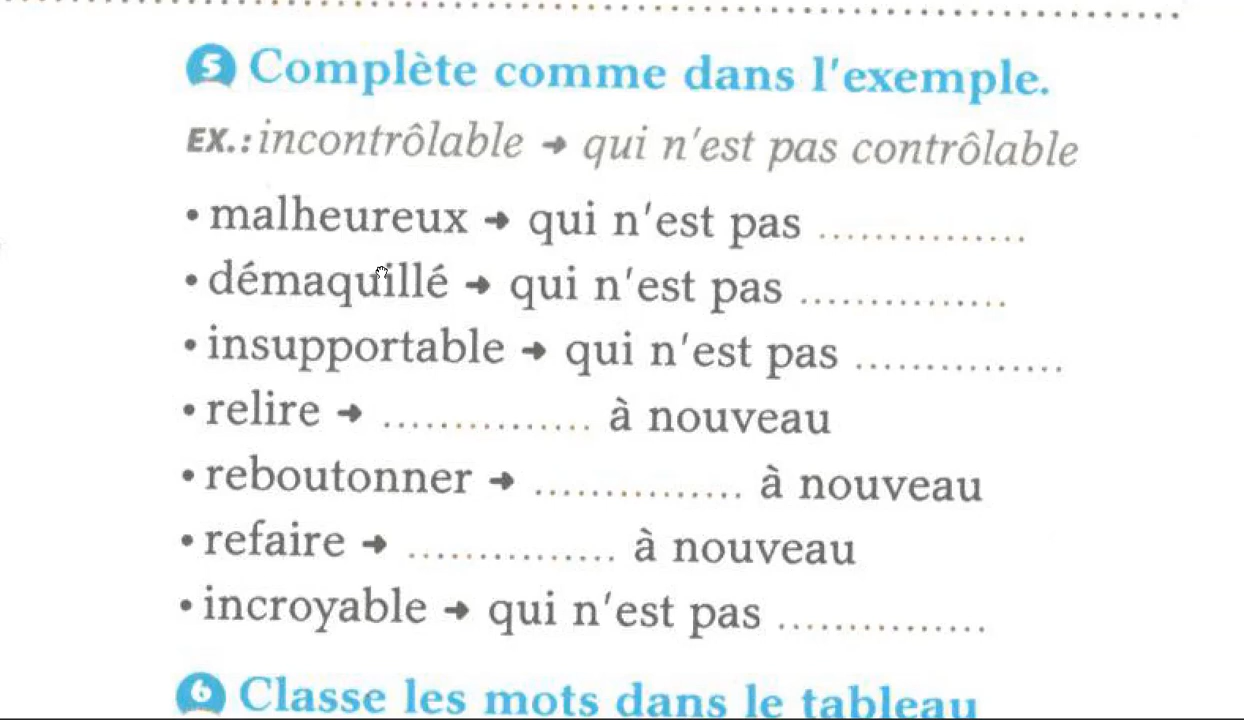 5 Complète comme dans l'exemple.
EX.: incontrôlable → qui n'est pas contrôlable
• malheureux → qui n'est pas ...............
• démaquillé → qui n'est pas ...............
• insupportable → qui n'est pas ...............
• relire → ............... à nouveau
• reboutonner → ............... à nouveau
• refaire → ............... à nouveau
• incroyable → qui n'est pas ...............
6 Classe les mots dans le tableau